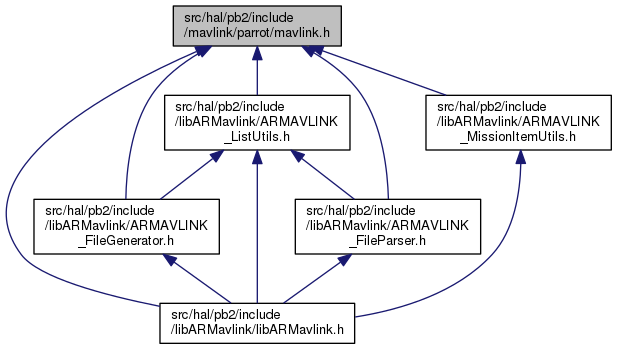 src/hal/pb2/include
/mavlink/parrot/mavlink.h
src/hal/pb2/include
/libARMavlink/ARMAVLINK
_ListUtils.h
src/hal/pb2/include
/libARMavlink/ARMAVLINK
_MissionItemUtils.h
src/hal/pb2/include
/libARMavlink/ARMAVLINK
_FileGenerator.h
src/hal/pb2/include
/libARMavlink/ARMAVLINK
_FileParser.h
src/hal/pb2/include
/libARMavlink/libARMavlink.h